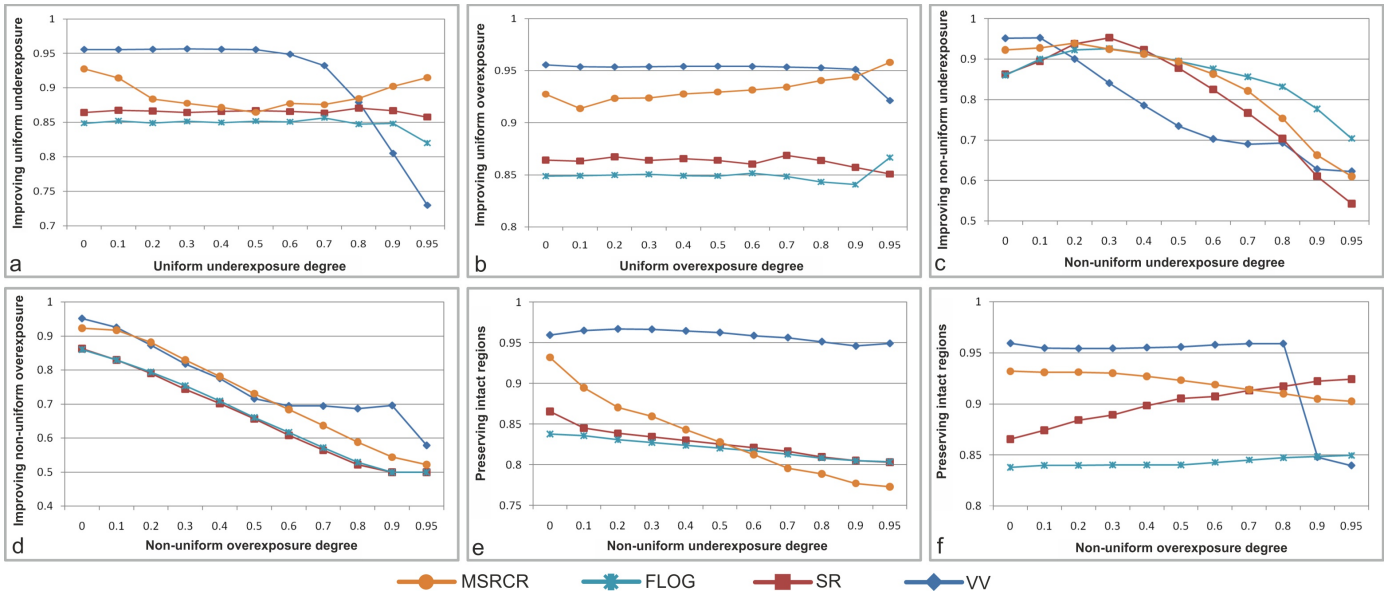 Improving uniform underexposure
1
0.95
0.9
0.85
0.8
0.75
0.7
0 0.1 0.2 0.3 0.4 0.5 0.6 0.7 0.8 0.9 0.95
Uniform underexposure degree
a
Improving uniform overexposure
1
0.95
0.9
0.85
0.8
0 0.1 0.2 0.3 0.4 0.5 0.6 0.7 0.8 0.9 0.95
Uniform overexposure degree
b
Improving non-uniform underexposure
1
0.9
0.8
0.7
0.6
0.5
0 0.1 0.2 0.3 0.4 0.5 0.6 0.7 0.8 0.9 0.95
Non-uniform underexposure degree
c
Improving non-uniform overexposure
1
0.9
0.8
0.7
0.6
0.5
0.4
0 0.1 0.2 0.3 0.4 0.5 0.6 0.7 0.8 0.9 0.95
Non-uniform overexposure degree
d
Preserving intact regions
1
0.95
0.9
0.85
0.8
0.75
0 0.1 0.2 0.3 0.4 0.5 0.6 0.7 0.8 0.9 0.95
Non-uniform underexposure degree
e
Preserving intact regions
1
0.95
0.9
0.85
0.8
0 0.1 0.2 0.3 0.4 0.5 0.6 0.7 0.8 0.9 0.95
Non-uniform overexposure degree
f
MSRCR FLOG SR VV